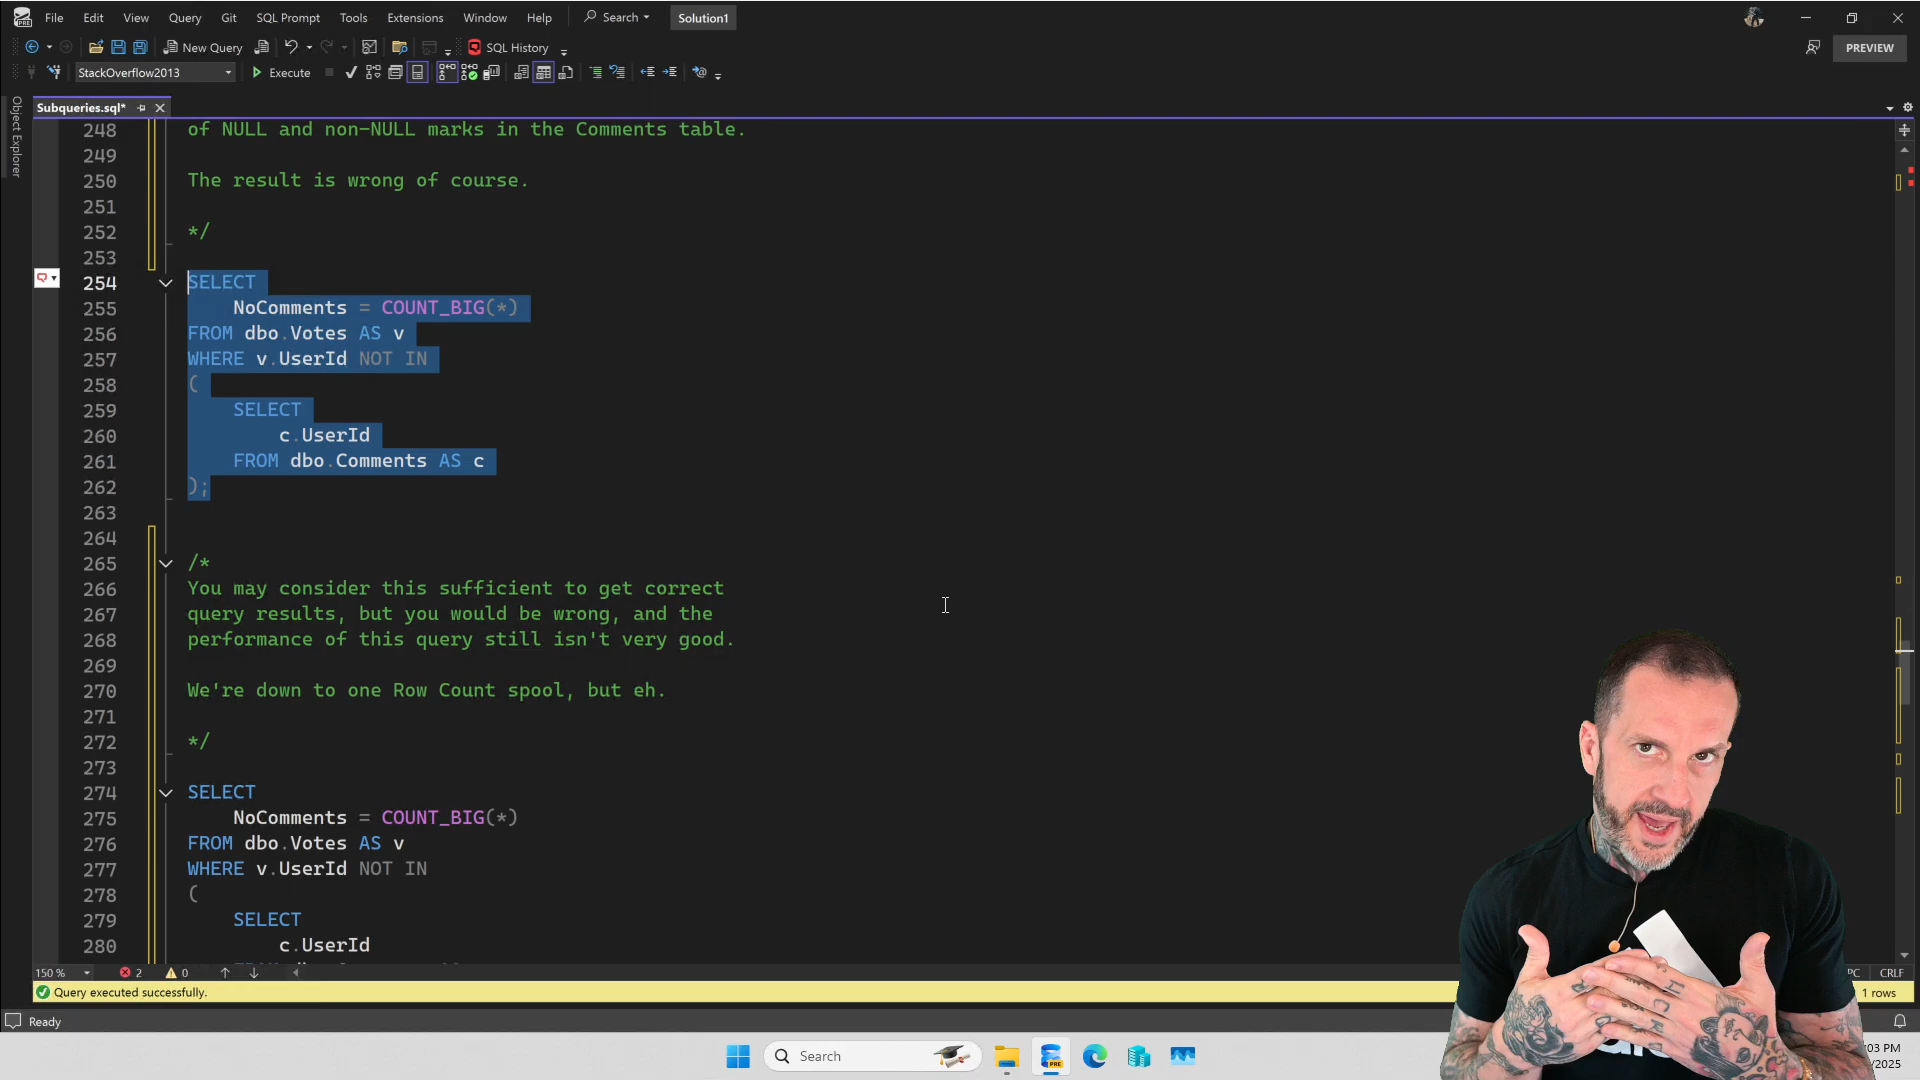 File Edit View Query Git SQL Prompt Tools Extensions Window Help Search Solution1
New Query SQL History PREVIEW
StackOverflow2013 Execute
Object Explorer
Subqueries.sql*
248 of NULL and non-NULL marks in the Comments table.
249
250 The result is wrong of course.
251
252 */
253
254 SELECT
255 NoComments = COUNT_BIG(*)
256 FROM dbo.Votes AS v
257 WHERE v.UserId NOT IN
258 (
259 SELECT
260 c.UserId
261 FROM dbo.Comments AS c
262 );
263
264
265 /*
266 You may consider this sufficient to get correct
267 query results, but you would be wrong, and the
268 performance of this query still isn't very good.
269
270 We're down to one Row Count spool, but eh.
271
272 */
273
274 SELECT
275 NoComments = COUNT_BIG(*)
276 FROM dbo.Votes AS v
277 WHERE v.UserId NOT IN
278 (
279 SELECT
280 c.UserId
150 % 2 0 CRLF
Query executed successfully. 1 rows
Ready
Search PRE
:03 PM
/2025